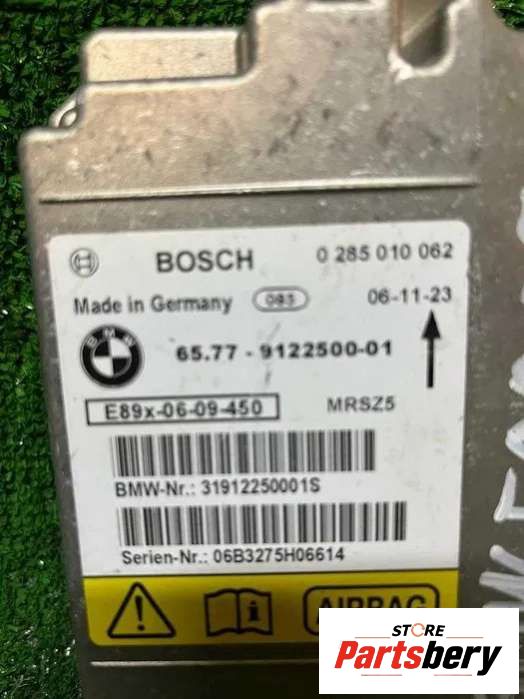 BOSCH 0 285 010 062
Made in Germany 083 06-11-23
BMW 65.77 - 9122500-01
E89x-06-09-450 MRSZ5
BMW-Nr.: 31912250001S
Serien-Nr.: 06B3275H06614
AIRBAG
STORE
Partsbery